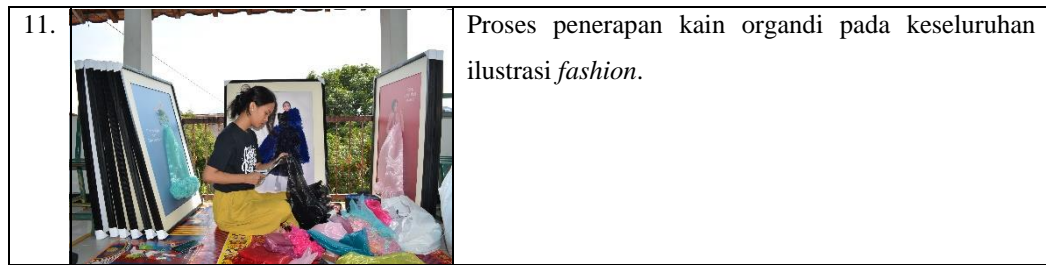 11.
Proses penerapan kain organdi pada keseluruhan
ilustrasi fashion.